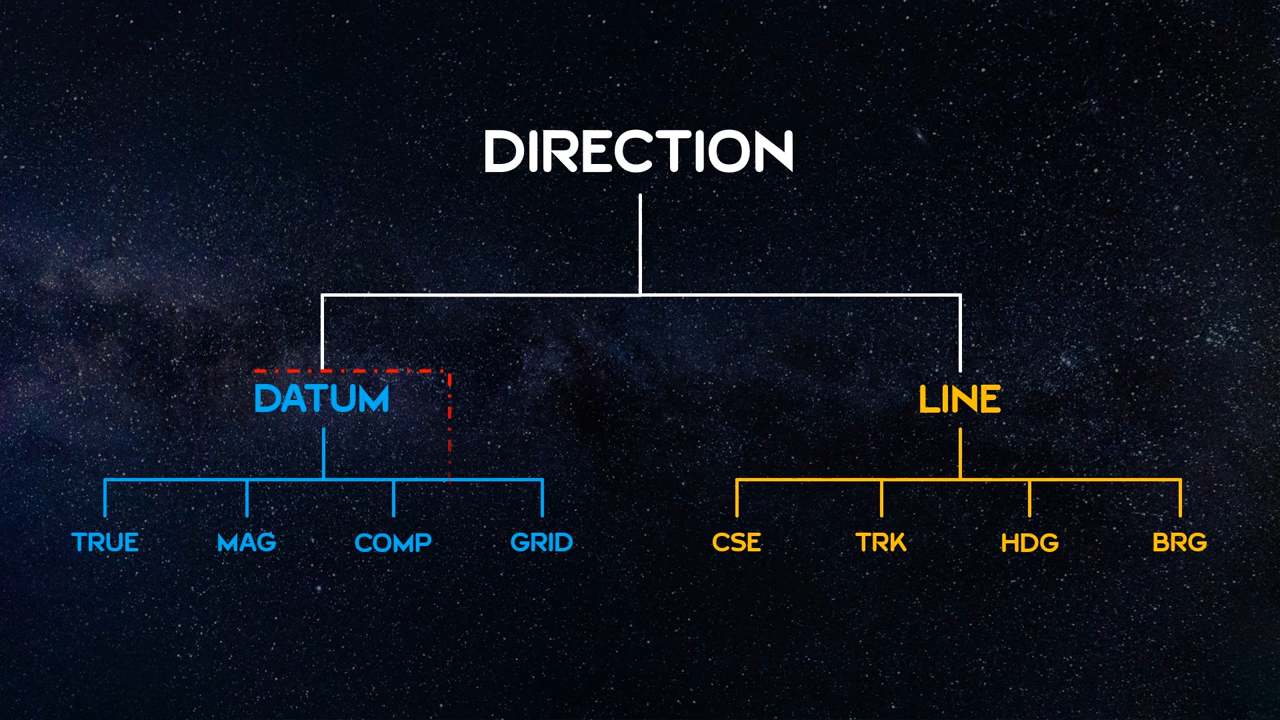 DIRECTION
DATUM
LINE
TRUE
MAG
COMP
GRID
CSE
TRK
HDG
BRG